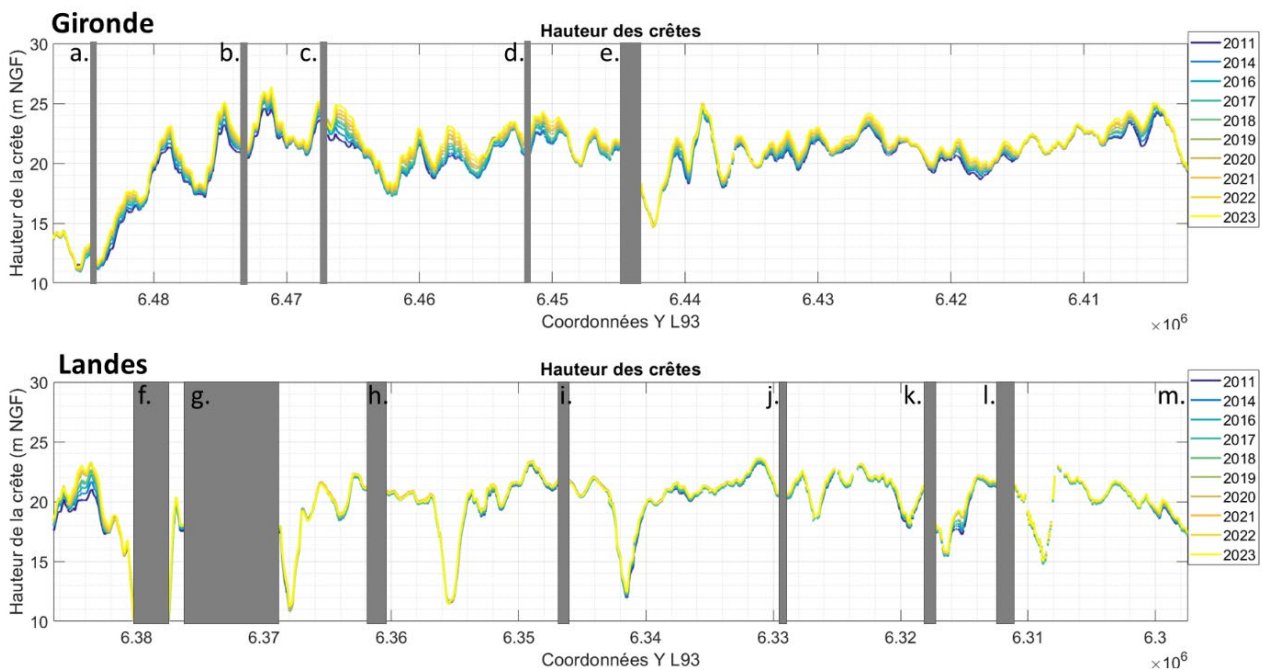 Gironde
Hauteur des crêtes
a. b. c. d. e.
Hauteur de la crête (m NGF)
30
25
20
15
10
6.48 6.47 6.46 6.45 6.44 6.43 6.42 6.41
Coordonnées Y L93
×10⁶
2011
2014
2016
2017
2018
2019
2020
2021
2022
2023
Landes
Hauteur des crêtes
f. g. h. i. j. k. l. m.
Hauteur de la crête (m NGF)
30
25
20
15
10
6.38 6.37 6.36 6.35 6.34 6.33 6.32 6.31 6.3
Coordonnées Y L93
×10⁶
2011
2014
2016
2017
2018
2019
2020
2021
2022
2023